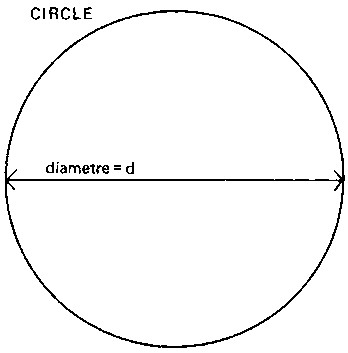 CIRCLE
diametre = d